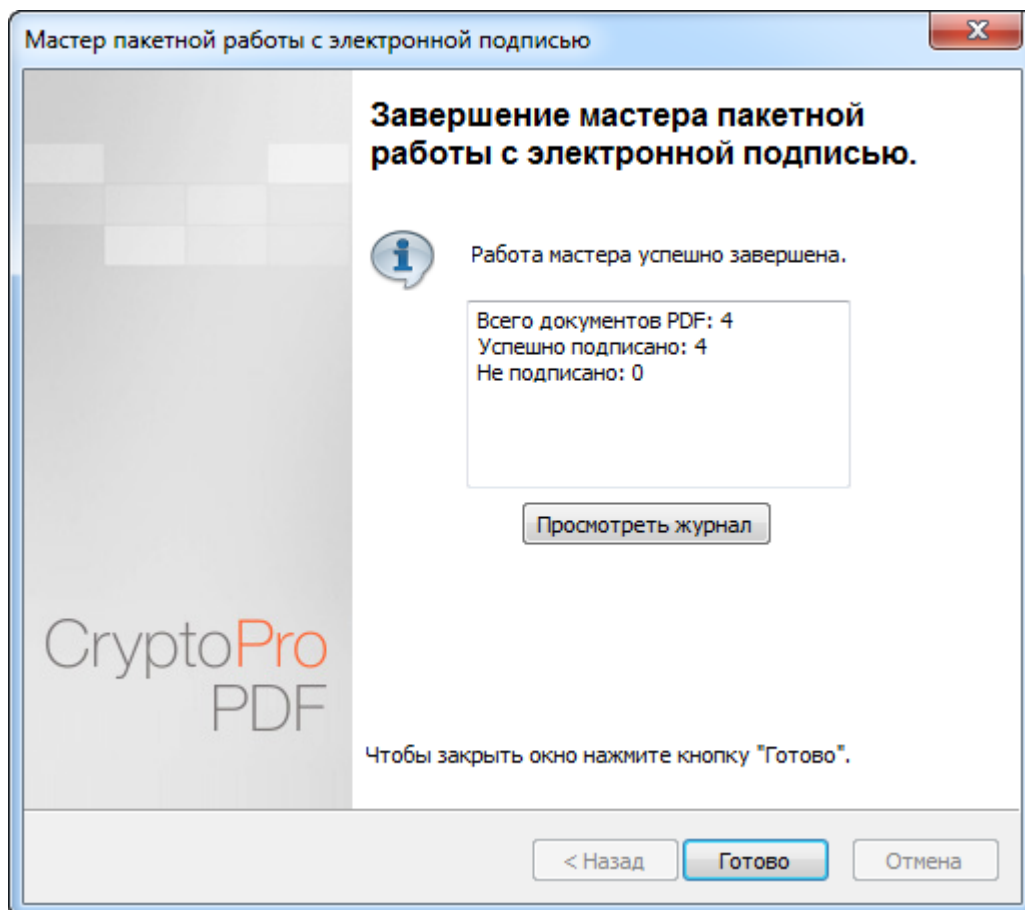 Мастер пакетной работы с электронной подписью
Завершение мастера пакетной
работы с электронной подписью.
Работа мастера успешно завершена.
Всего документов PDF: 4
Успешно подписано: 4
Не подписано: 0
Просмотреть журнал
CryptoPro
PDF
Чтобы закрыть окно нажмите кнопку "Готово".
< Назад
Готово
Отмена